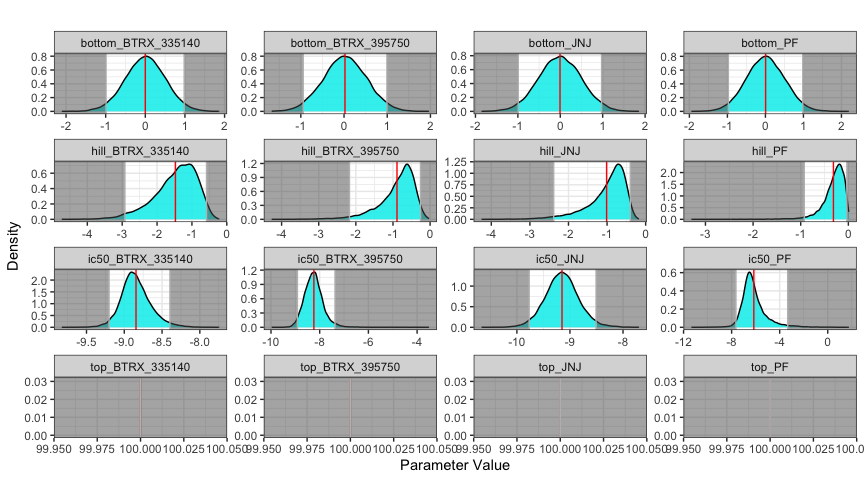 bottom_BTRX_335140 bottom_BTRX_395750 bottom_JNJ bottom_PF
0.8 0.8 0.8 0.8
0.6 0.6 0.6 0.6
0.4 0.4 0.4 0.4
0.2 0.2 0.2 0.2
0.0 0.0 0.0 0.0
-2 -1 0 1 2 -1 0 1 2 -2 -1 0 1 2 -2 -1 0 1 2
hill_BTRX_335140 hill_BTRX_395750 hill_JNJ hill_PF
0.6 0.4 0.2 0.0 1.2 0.9 0.6 0.3 0.0 1.25 1.00 0.75 0.50 0.25 0.00 2.0 1.5 1.0 0.5 0.0
-4 -3 -2 -1 0 -4 -3 -2 -1 0 -4 -3 -2 -1 0 -3 -2 -1 0
Density
ic50_BTRX_335140 ic50_BTRX_395750 ic50_JNJ ic50_PF
2.0 1.5 1.0 0.5 0.0 1.2 0.9 0.6 0.3 0.0 1.0 0.5 0.0 0.6 0.4 0.2 0.0
-9.5 -9.0 -8.5 -8.0 -10 -8 -6 -4 -10 -9 -8 -12 -8 -4 0
top_BTRX_335140 top_BTRX_395750 top_JNJ top_PF
0.03 0.03 0.03 0.03
0.02 0.02 0.02 0.02
0.01 0.01 0.01 0.01
0.00 0.00 0.00 0.00
99.950 99.975 100.000 100.025 100.050 99.950 99.975 100.000 100.025 100.050 99.950 99.975 100.000 100.025 100.050 99.950 99.975 100.000 100.025 100.0
Parameter Value